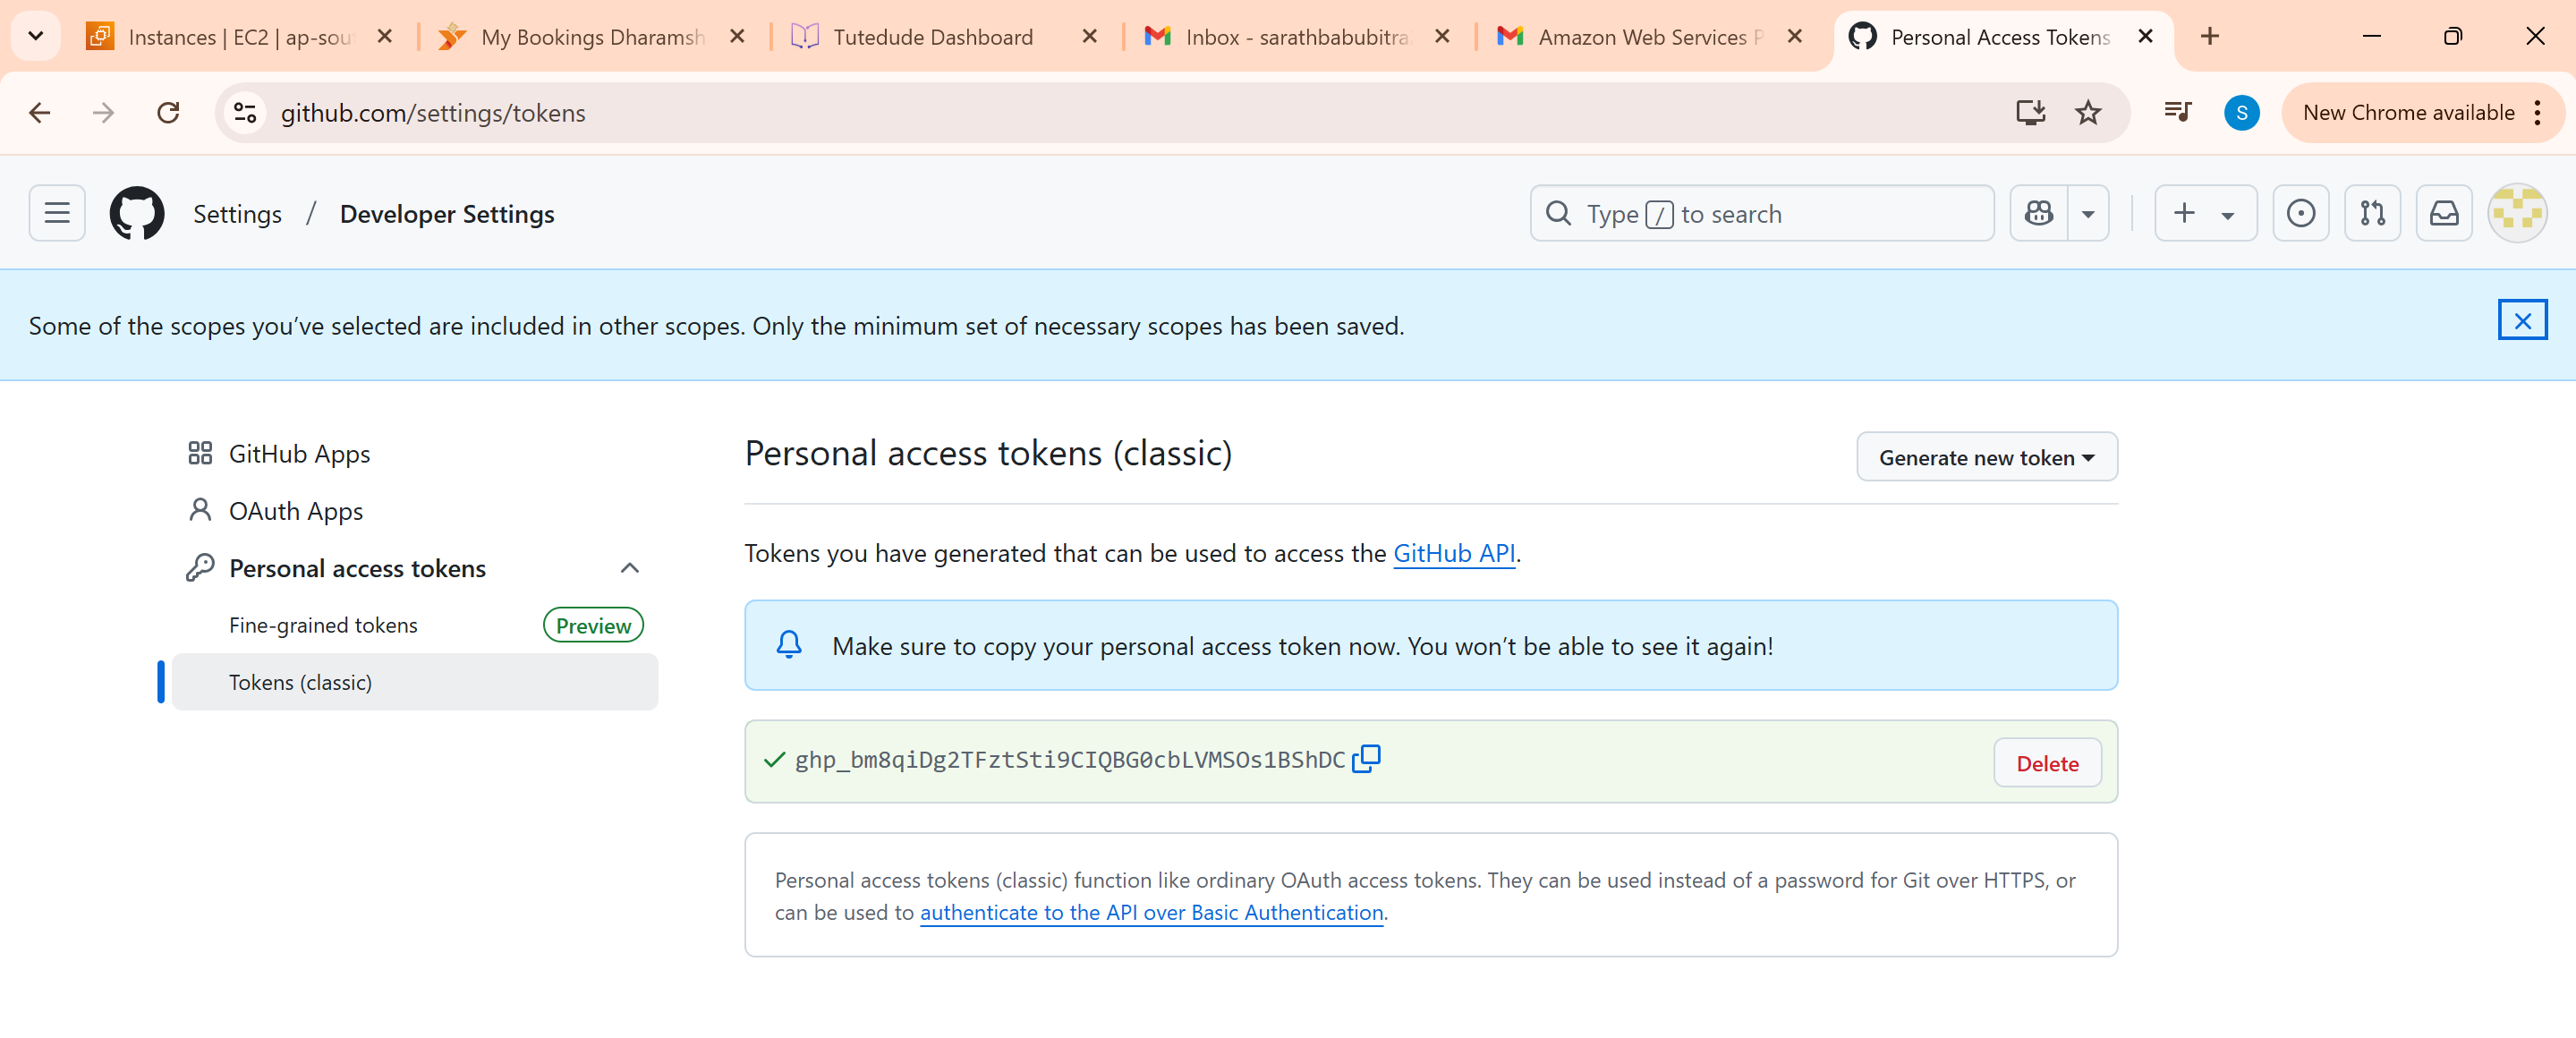 Instances | EC2 | ap-sou
My Bookings Dharamsh
Tutedude Dashboard
Inbox - sarathbabubitra
Amazon Web Services P
Personal Access Tokens
github.com/settings/tokens
S
New Chrome available
Settings / Developer Settings
Type / to search
Some of the scopes you’ve selected are included in other scopes. Only the minimum set of necessary scopes has been saved.
GitHub Apps
OAuth Apps
Personal access tokens
Fine-grained tokens Preview
Tokens (classic)
Personal access tokens (classic)
Generate new token
Tokens you have generated that can be used to access the GitHub API.
Make sure to copy your personal access token now. You won’t be able to see it again!
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
Delete
Personal access tokens (classic) function like ordinary OAuth access tokens. They can be used instead of a password for Git over HTTPS, or
can be used to authenticate to the API over Basic Authentication.